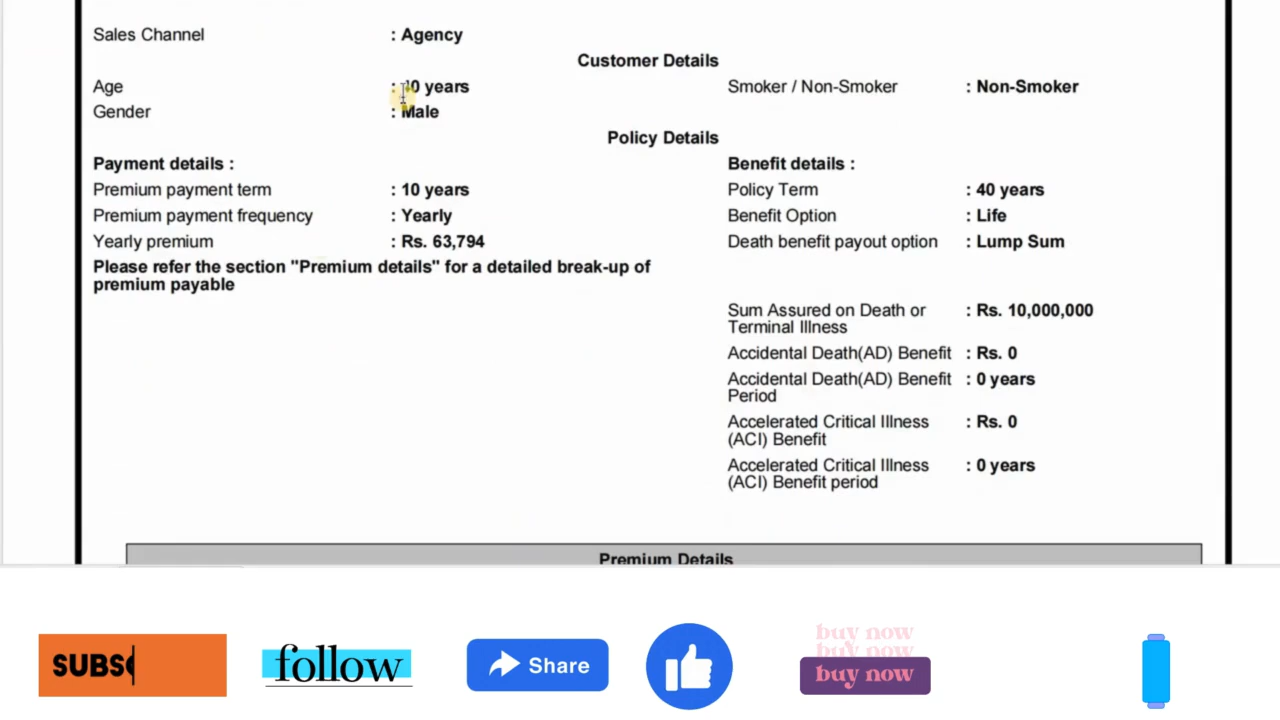 Sales Channel : Agency
Customer Details
Age : 0 years Smoker / Non-Smoker : Non-Smoker
Gender : Male
Policy Details
Payment details : Benefit details :
Premium payment term : 10 years Policy Term : 40 years
Premium payment frequency : Yearly Benefit Option : Life
Yearly premium : Rs. 63,794 Death benefit payout option : Lump Sum
Please refer the section "Premium details" for a detailed break-up of
premium payable
Sum Assured on Death or : Rs. 10,000,000
Terminal Illness
Accidental Death(AD) Benefit : Rs. 0
Accidental Death(AD) Benefit : 0 years
Period
Accelerated Critical Illness : Rs. 0
(ACI) Benefit
Accelerated Critical Illness : 0 years
(ACI) Benefit period
Premium Details
SUBSC follow Share buy now
buy now
buy now